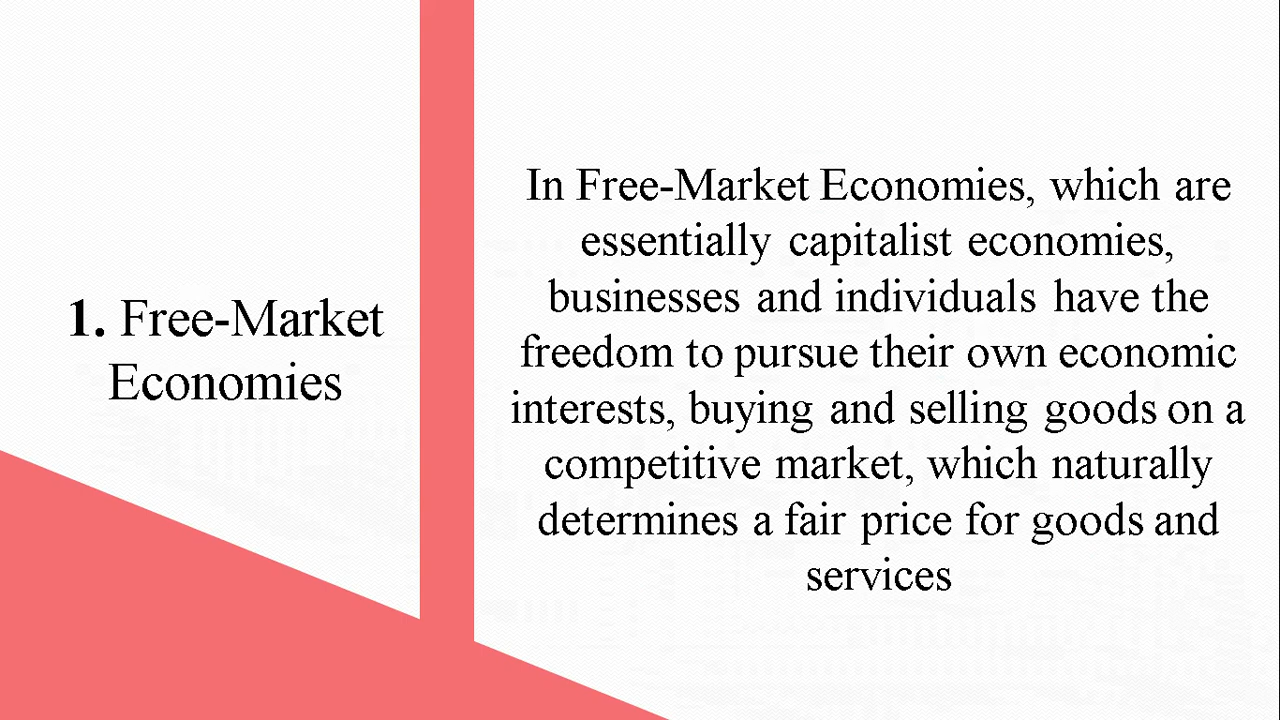 1. Free-Market
Economies
In Free-Market Economies, which are
essentially capitalist economies,
businesses and individuals have the
freedom to pursue their own economic
interests, buying and selling goods on a
competitive market, which naturally
determines a fair price for goods and
services